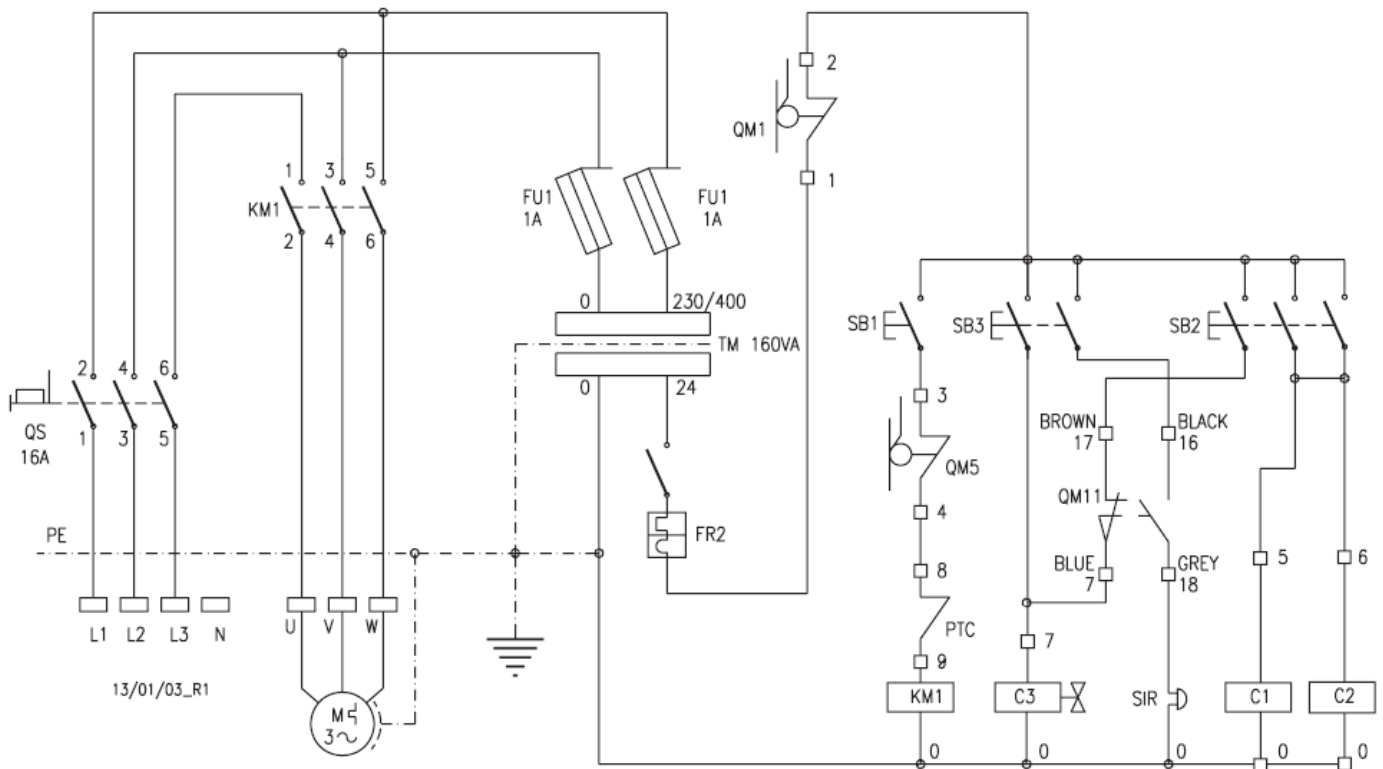 2
QM1
1
1 3 5
KM1
2 4 6
FU1
1A
FU1
1A
0 230/400
TM 160VA
0 24
SB1
SB3
SB2
2 4 6
QS
16A
1 3 5
3
QM5
4
BROWN
17
BLACK
16
QM11
FR2
PE
8
BLUE
7
GREY
18
5
6
L1 L2 L3 N
U V W
PTC
7
9
13/01/03_R1
M
3
KM1
C3
SIR
C1
C2
0 0 0 0 0